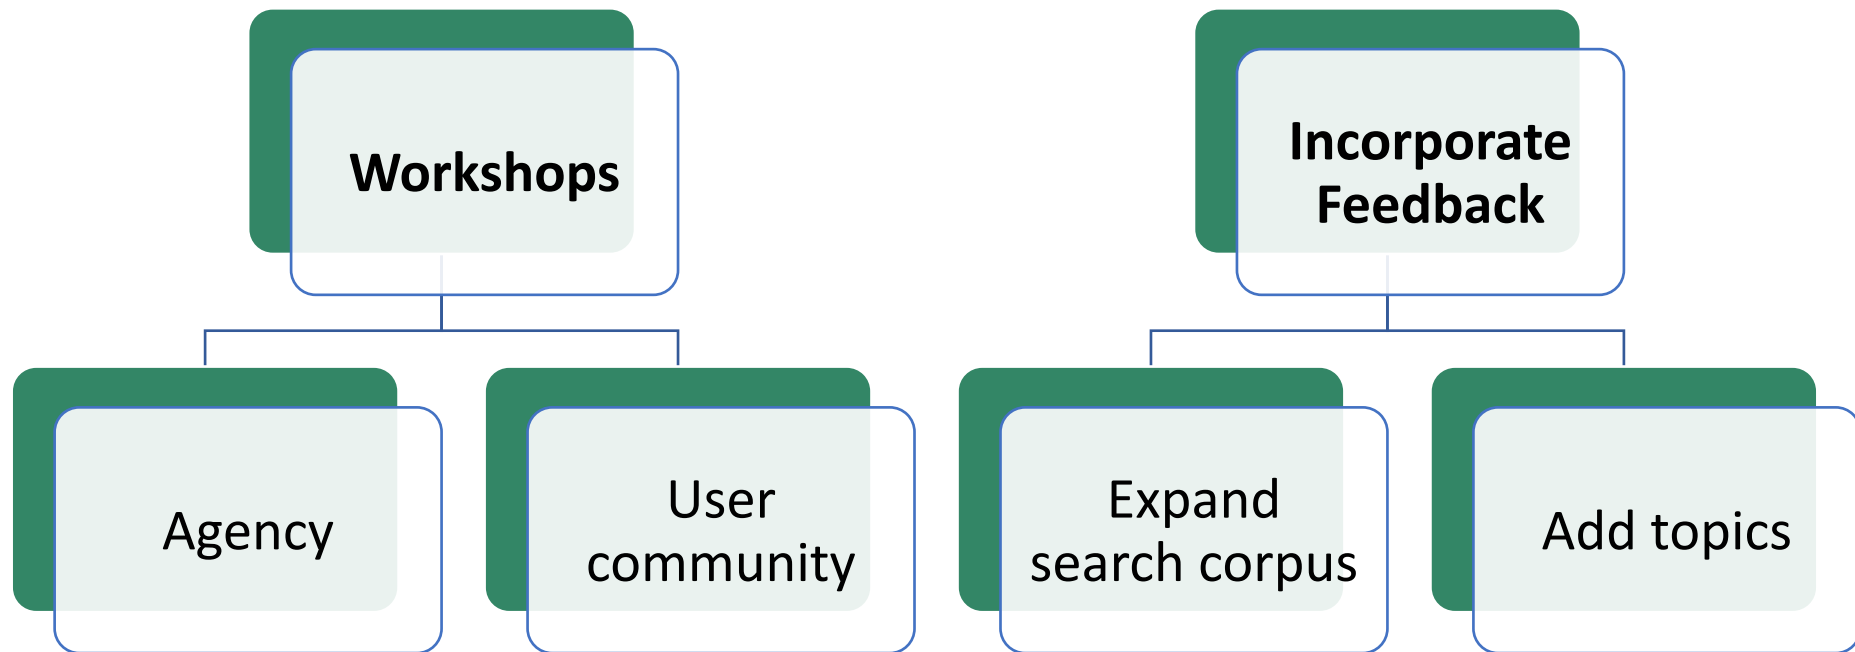 Workshops
Incorporate
Feedback
Agency
User
community
Expand
search corpus
Add topics